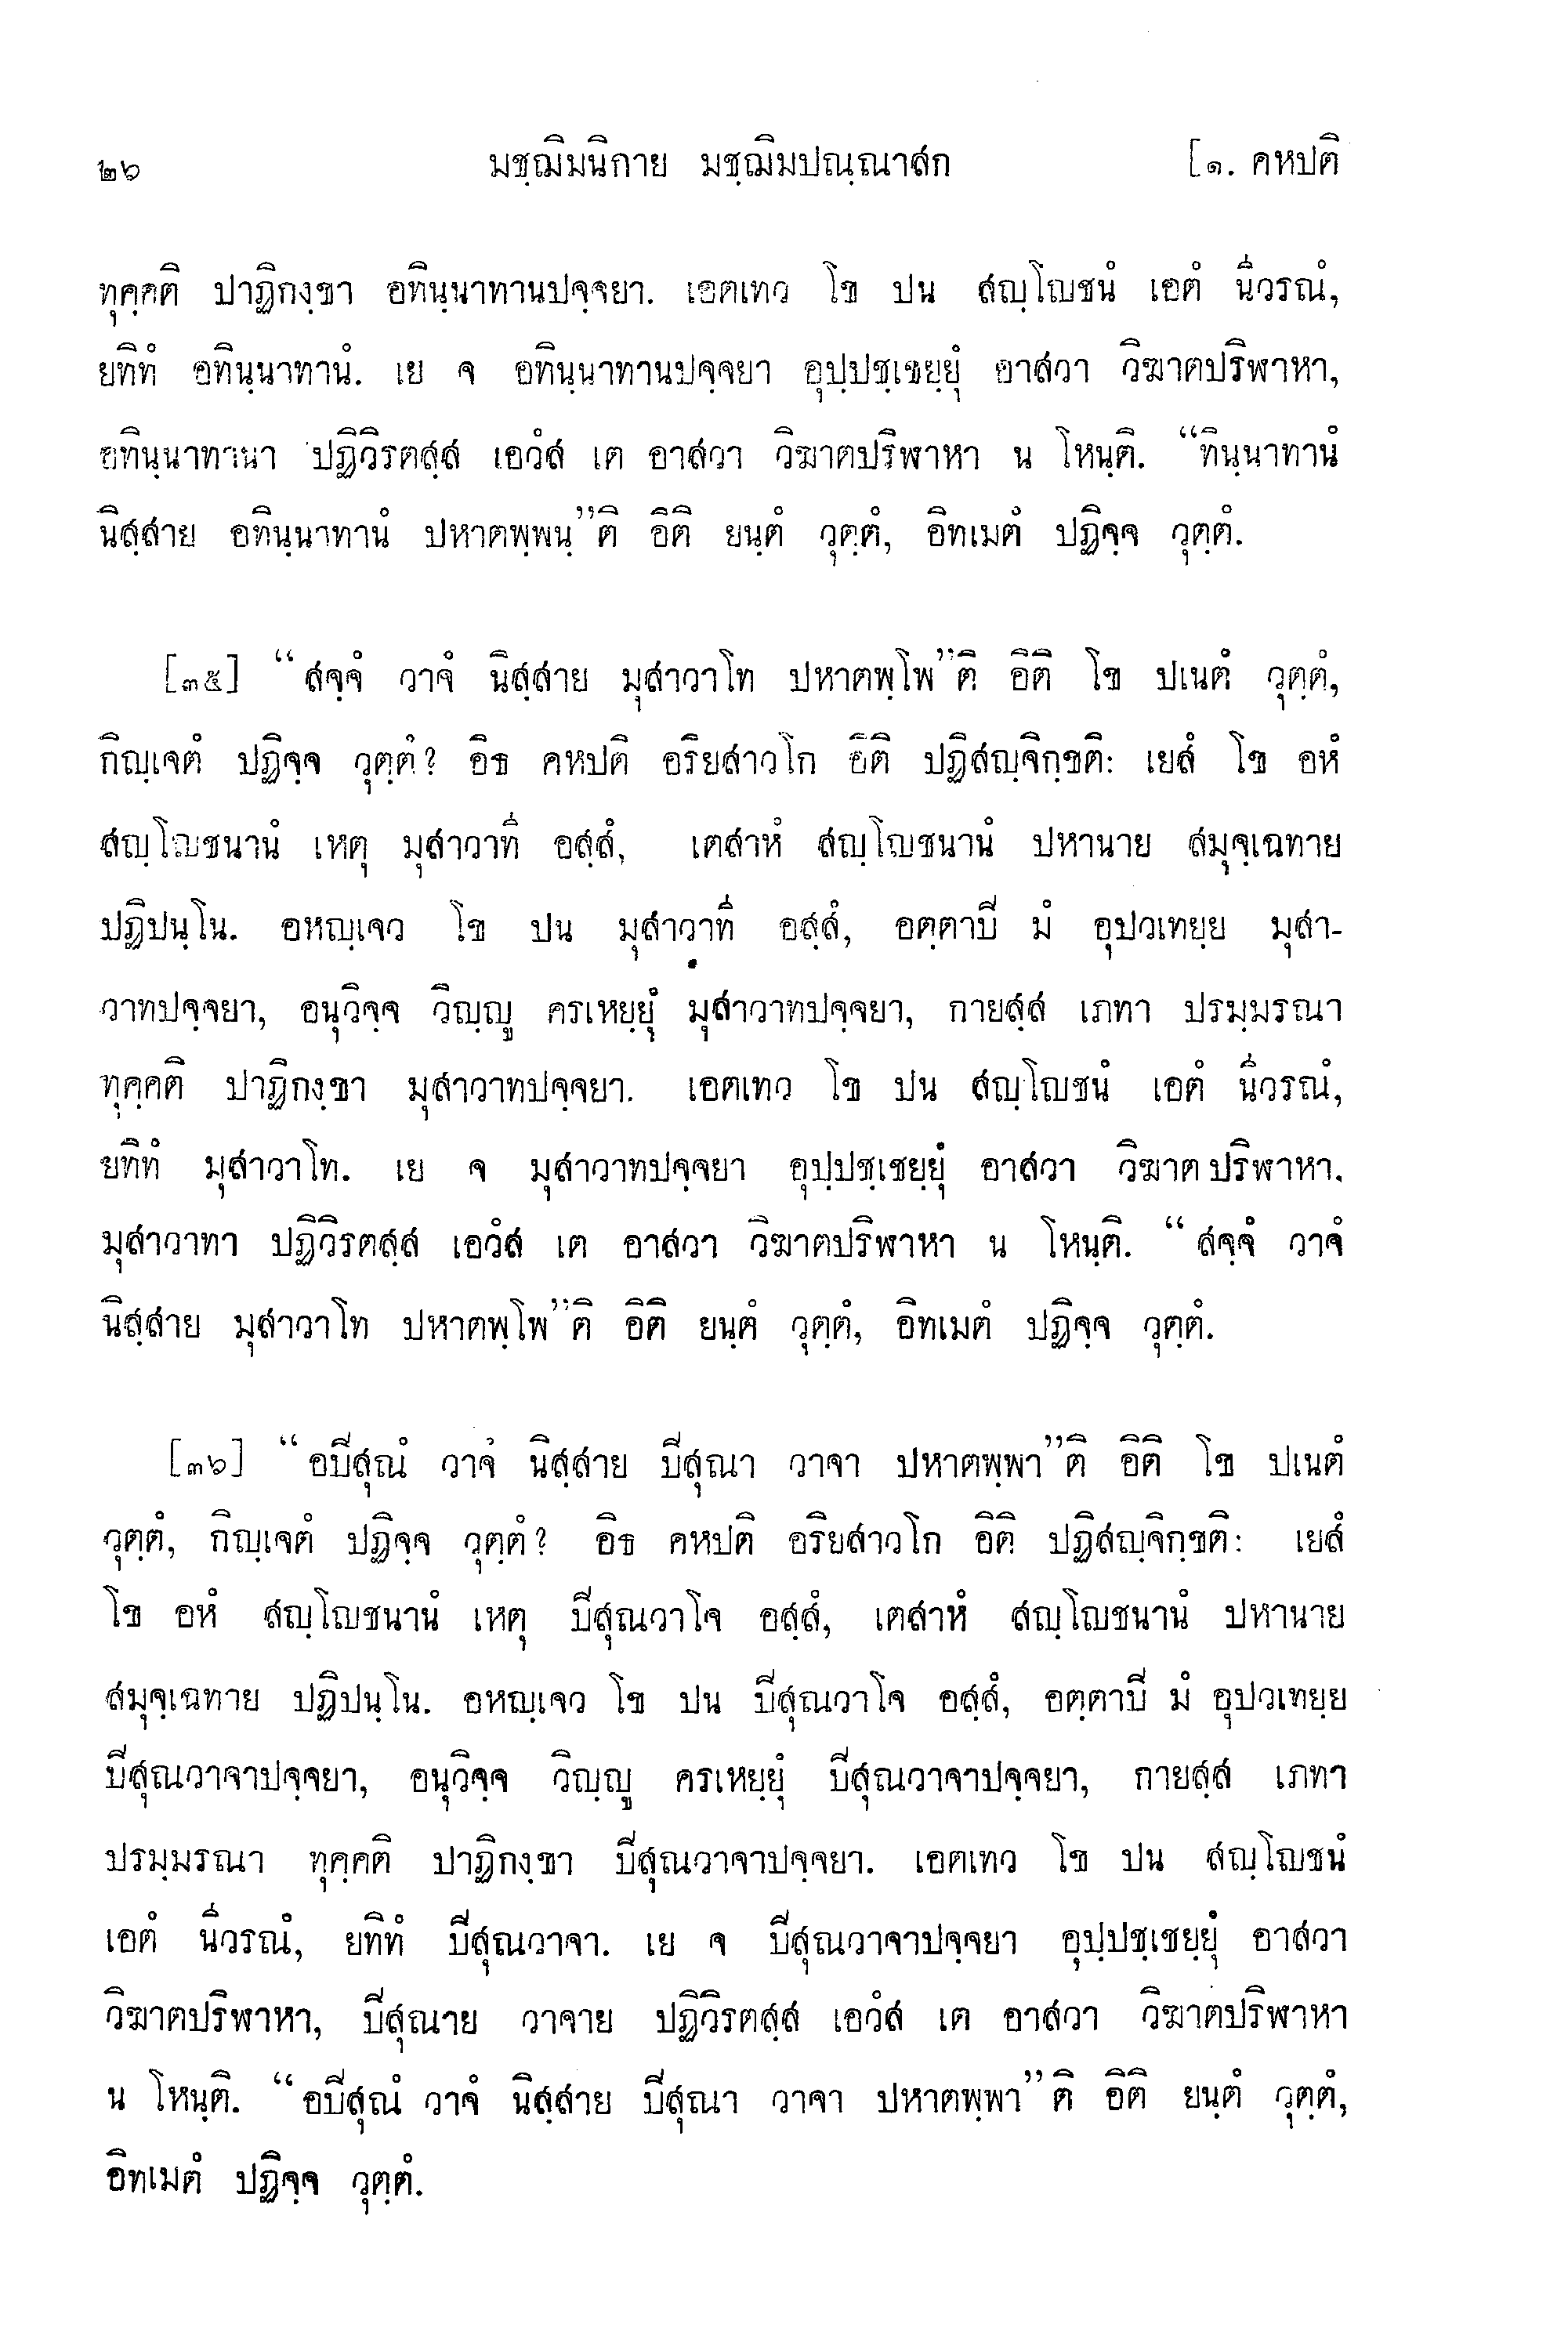 ๒๖ มชฺฌิมนิกาย มชฺฌิมปณฺณาสก [๑. คหปติ
ทุคฺคติ ปาฏิกงฺขา อทินฺนาทานปจฺจยา. เอตเทว โข ปน สญฺโญชนํ เอตํ นีวรณํ,
ยทิทํ อทินฺนาทานํ. เย จ อทินฺนาทานปจฺจยา อุปฺปชฺเชยฺยุํ อาสวา วิฆาตปริฬาหา,
อทินฺนาทานา ปฏิวิรตสฺส เอวํส เต อาสวา วิฆาตปริฬาหา น โหนฺติ. “ทินฺนาทานํ
นิสฺสาย อทินฺนาทานํ ปหาตพฺพนฺ”ติ อิติ ยนฺตํ วุตฺตํ, อิทเมตํ ปฏิจฺจ วุตฺตํ.
[๓๕] “สจฺจํ วาจํ นิสฺสาย มุสาวาโท ปหาตพฺโพ”ติ อิติ โข ปเนตํ วุตฺตํ,
กิญฺเจตํ ปฏิจฺจ วุตฺตํ? อิธ คหปติ อริยสาวโก อิติ ปฏิสญฺจิกฺขติ: เยสํ โข อหํ
สญฺโญชนานํ เหตุ มุสาวาที อสฺสํ, เตสาหํ สญฺโญชนานํ ปหานาย สมุจฺเฉทาย
ปฏิปนฺโน. อหญฺเจว โข ปน มุสาวาที อสฺสํ, อตฺตาปิ มํ อุปวเทยฺย มุสา-
วาทปจฺจยา, อนุวิจฺจ วิญฺญู ครเหยฺยุํ มุสาวาทปจฺจยา, กายสฺส เภทา ปรมฺมรณา
ทุคฺคติ ปาฏิกงฺขา มุสาวาทปจฺจยา. เอตเทว โข ปน สญฺโญชนํ เอตํ นีวรณํ,
ยทิทํ มุสาวาโท. เย จ มุสาวาทปจฺจยา อุปฺปชฺเชยฺยุํ อาสวา วิฆาตปริฬาหา.
มุสาวาทา ปฏิวิรตสฺส เอวํส เต อาสวา วิฆาตปริฬาหา น โหนฺติ. “สจฺจํ วาจํ
นิสฺสาย มุสาวาโท ปหาตพฺโพ”ติ อิติ ยนฺตํ วุตฺตํ, อิทเมตํ ปฏิจฺจ วุตฺตํ.
[๓๖] “อปิสุณํ วาจํ นิสฺสาย ปิสุณา วาจา ปหาตพฺพา”ติ อิติ โข ปเนตํ
วุตฺตํ, กิญฺเจตํ ปฏิจฺจ วุตฺตํ? อิธ คหปติ อริยสาวโก อิติ ปฏิสญฺจิกฺขติ: เยสํ
โข อหํ สญฺโญชนานํ เหตุ ปิสุณวาโจ อสฺสํ, เตสาหํ สญฺโญชนานํ ปหานาย
สมุจฺเฉทาย ปฏิปนฺโน. อหญฺเจว โข ปน ปิสุณวาโจ อสฺสํ, อตฺตาปิ มํ อุปวเทยฺย
ปิสุณวาจาปจฺจยา, อนุวิจฺจ วิญฺญู ครเหยฺยุํ ปิสุณวาจาปจฺจยา, กายสฺส เภทา
ปรมฺมรณา ทุคฺคติ ปาฏิกงฺขา ปิสุณวาจาปจฺจยา. เอตเทว โข ปน สญฺโญชนํ
เอตํ นีวรณํ, ยทิทํ ปิสุณวาจา. เย จ ปิสุณวาจาปจฺจยา อุปฺปชฺเชยฺยุํ อาสวา
วิฆาตปริฬาหา, ปิสุณาย วาจาย ปฏิวิรตสฺส เอวํส เต อาสวา วิฆาตปริฬาหา
น โหนฺติ. “อปิสุณํ วาจํ นิสฺสาย ปิสุณา วาจา ปหาตพฺพา”ติ อิติ ยนฺตํ วุตฺตํ,
อิทเมตํ ปฏิจฺจ วุตฺตํ.